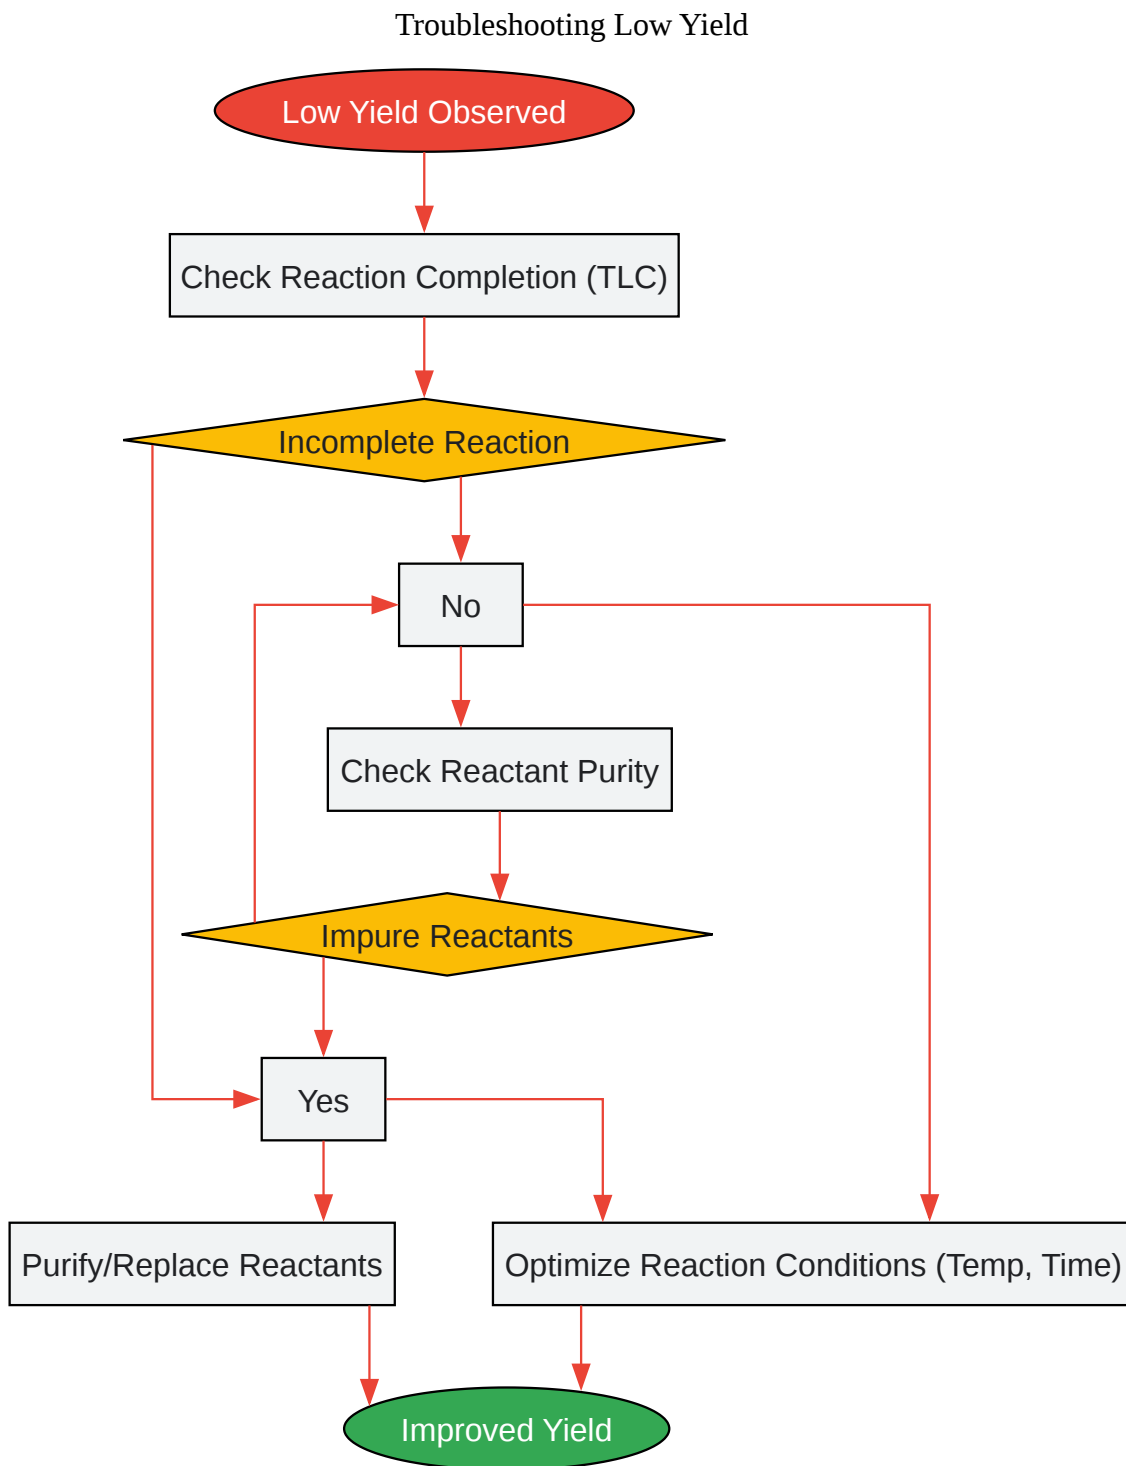 Troubleshooting Low Yield
Low Yield Observed
Check Reaction Completion (TLC)
Incomplete Reaction
No
Check Reactant Purity
Impure Reactants
Yes
Purify/Replace Reactants
Optimize Reaction Conditions (Temp, Time)
Improved Yield